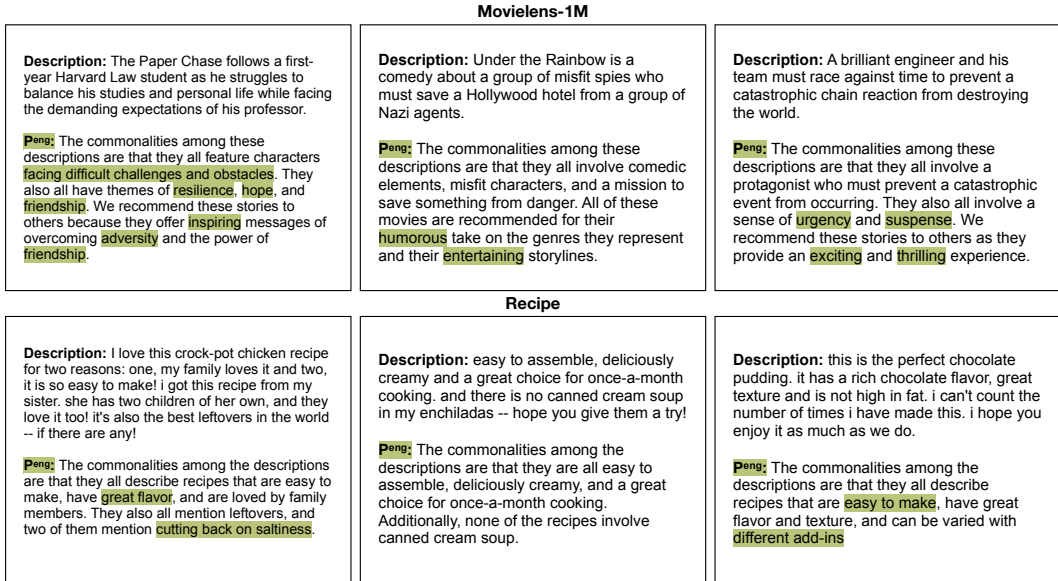 Movielens-1M
Description: The Paper Chase follows a first-
year Harvard Law student as he struggles to
balance his studies and personal life while facing
the demanding expectations of his professor.
Peng: The commonalities among these
descriptions are that they all feature characters
facing difficult challenges and obstacles. They
also all have themes of resilience, hope, and
friendship. We recommend these stories to
others because they offer inspiring messages of
overcoming adversity and the power of
friendship.
Description: Under the Rainbow is a
comedy about a group of misfit spies who
must save a Hollywood hotel from a group of
Nazi agents.
Peng: The commonalities among these
descriptions are that they all involve comedic
elements, misfit characters, and a mission to
save something from danger. All of these
movies are recommended for their
humorous take on the genres they represent
and their entertaining storylines.
Description: A brilliant engineer and his
team must race against time to prevent a
catastrophic chain reaction from destroying
the world.
Peng: The commonalities among these
descriptions are that they all involve a
protagonist who must prevent a catastrophic
event from occurring. They also all involve a
sense of urgency and suspense. We
recommend these stories to others as they
provide an exciting and thrilling experience.
Recipe
Description: I love this crock-pot chicken recipe
for two reasons: one, my family loves it and two,
it is so easy to make! i got this recipe from my
sister. she has two children of her own, and they
love it too! it's also the best leftovers in the world
-- if there are any!
Peng: The commonalities among the descriptions
are that they all describe recipes that are easy to
make, have great flavor, and are loved by family
members. They also all mention leftovers, and
two of them mention cutting back on saltiness.
Description: easy to assemble, deliciously
creamy and a great choice for once-a-month
cooking. and there is no canned cream soup
in my enchiladas -- hope you give them a try!
Peng: The commonalities among the
descriptions are that they are all easy to
assemble, deliciously creamy, and a great
choice for once-a-month cooking.
Additionally, none of the recipes involve
canned cream soup.
Description: this is the perfect chocolate
pudding. it has a rich chocolate flavor, great
texture and is not high in fat. i can't count the
number of times i have made this. i hope you
enjoy it as much as we do.
Peng: The commonalities among the
descriptions are that they all describe
recipes that are easy to make, have great
flavor and texture, and can be varied with
different add-ins